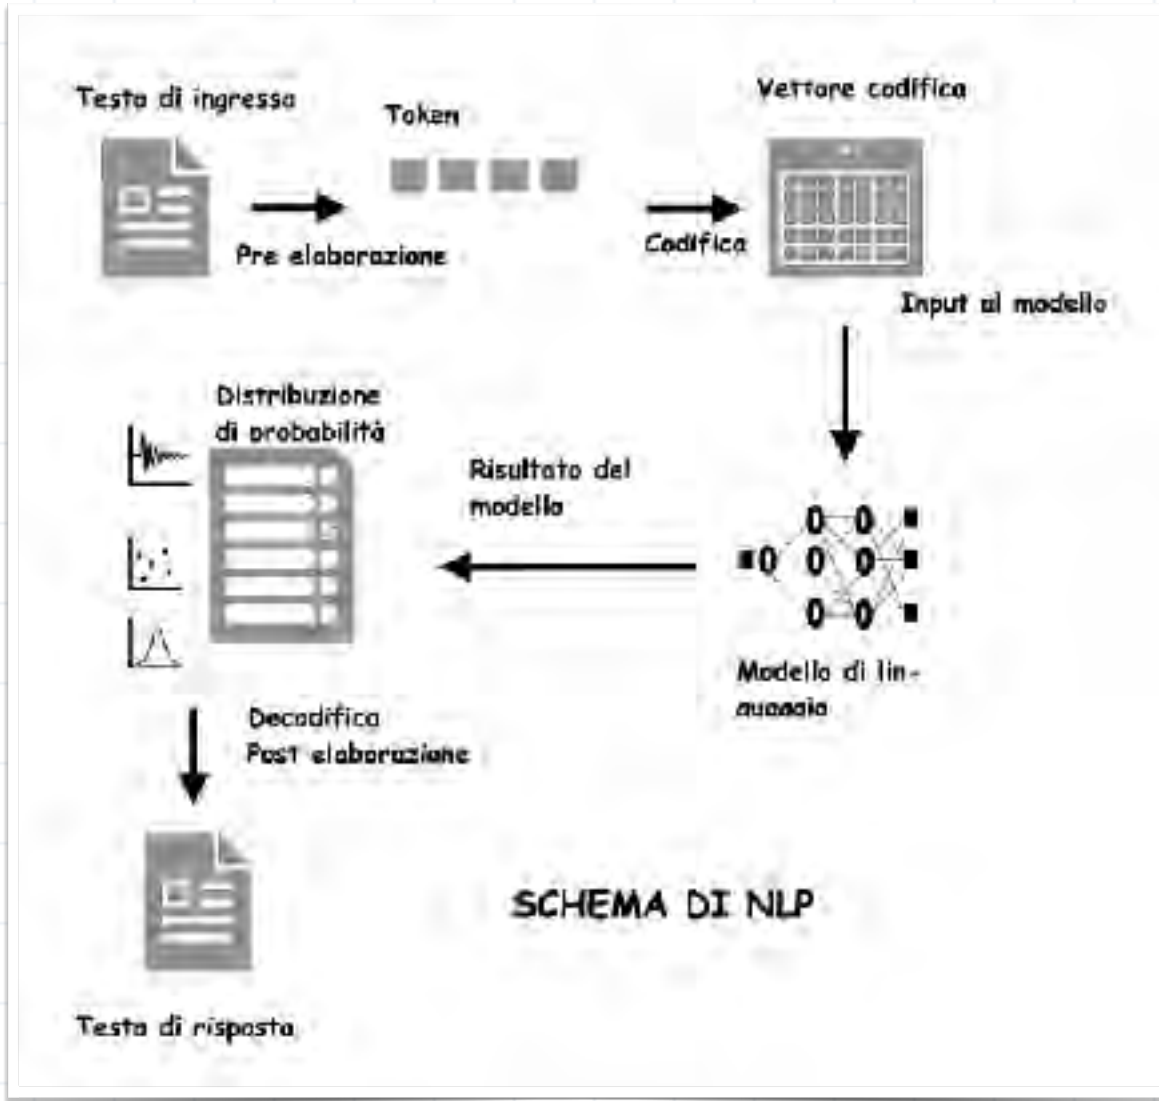 Testo di ingresso
Token
Vettore codifica
Pre elaborazione
Codifica
Input al modello
Distribuzione
di probabilità
Risultato del
modello
Modello di lin-
guaggio
Decodifica
Post elaborazione
SCHEMA DI NLP
Testo di risposta